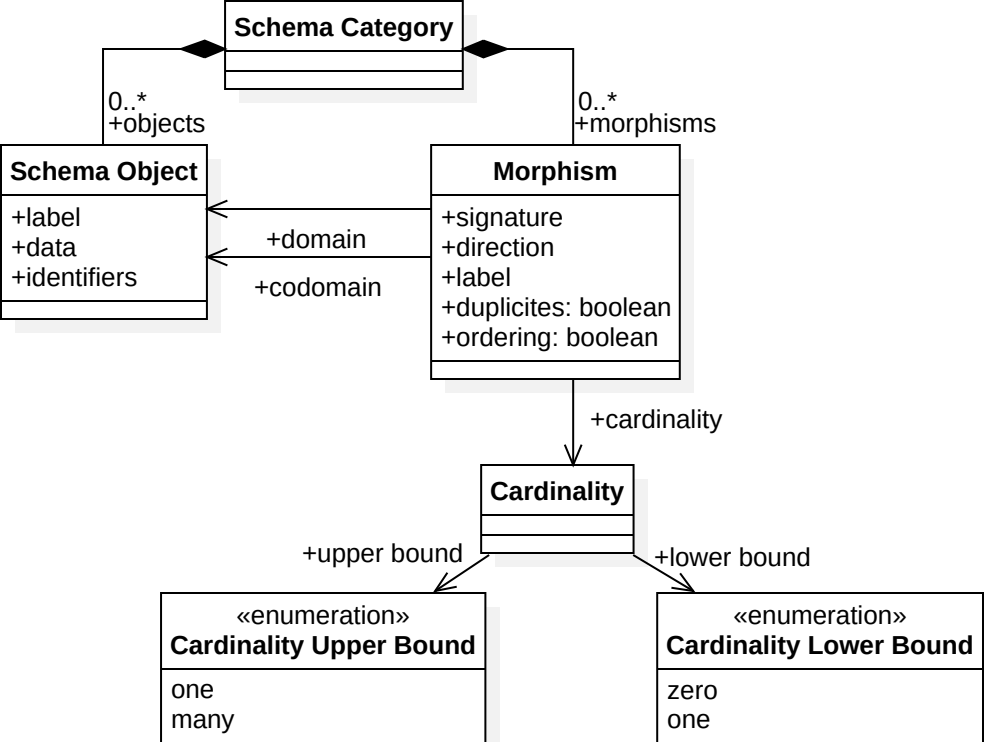 Schema Category
0..*
+objects
0..*
+morphisms
Schema Object
+label
+data
+identifiers
+domain
+codomain
Morphism
+signature
+direction
+label
+duplicites: boolean
+ordering: boolean
+cardinality
Cardinality
+upper bound
+lower bound
«enumeration»
Cardinality Upper Bound
one
many
«enumeration»
Cardinality Lower Bound
zero
one